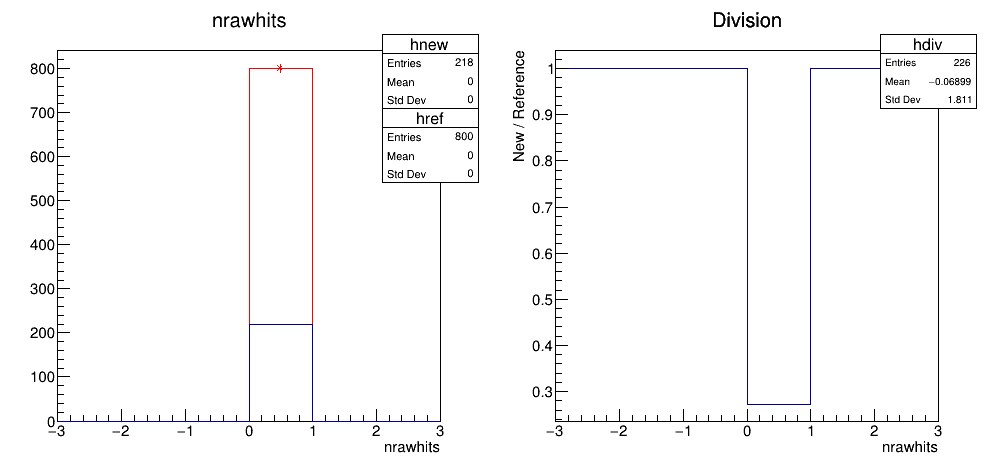 nrawhits
hnew
Entries 218
Mean 0
Std Dev 0
href
Entries 800
Mean 0
Std Dev 0
800
700
600
500
400
300
200
100
0
−3 −2 −1 0 1 2 3
nrawhits
Division
hdiv
Entries 226
Mean −0.06899
Std Dev 1.811
New / Reference
1
0.9
0.8
0.7
0.6
0.5
0.4
0.3
−3 −2 −1 0 1 2 3
nrawhits